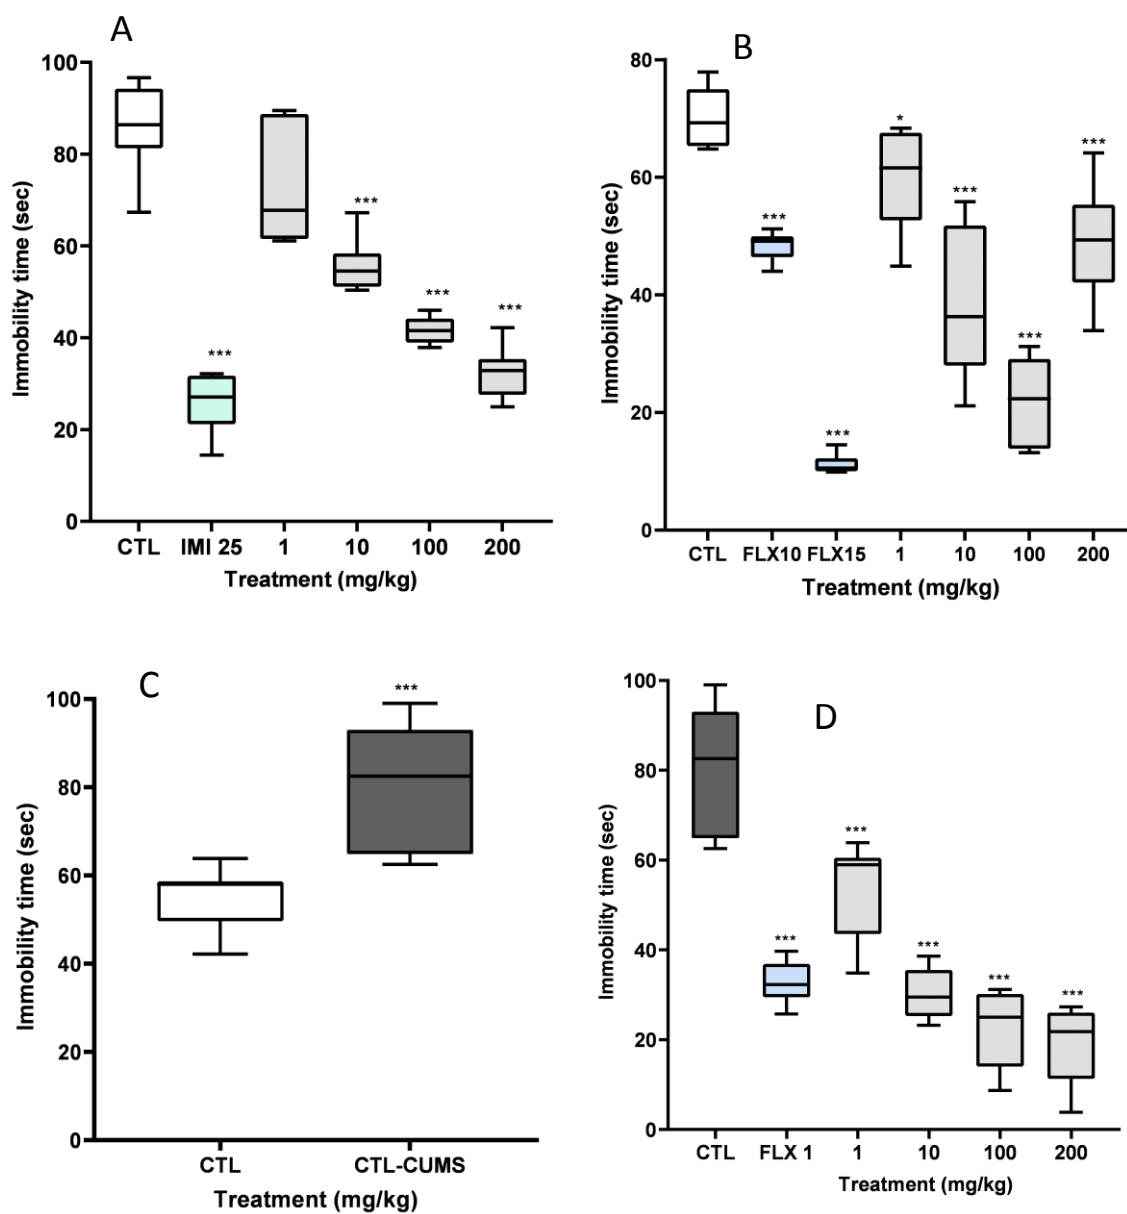 A
Immobility time (sec)
100
80
60
40
20
0
***
***
***
***
CTL IMI 25 1 10 100 200
Treatment (mg/kg)
B
Immobility time (sec)
80
60
40
20
0
***
***
*
***
***
***
CTL FLX10 FLX15 1 10 100 200
Treatment (mg/kg)
C
Immobility time (sec)
100
80
60
40
20
0
***
CTL CTL-CUMS
Treatment (mg/kg)
D
Immobility time (sec)
100
80
60
40
20
0
***
***
***
***
***
CTL FLX 1 1 10 100 200
Treatment (mg/kg)